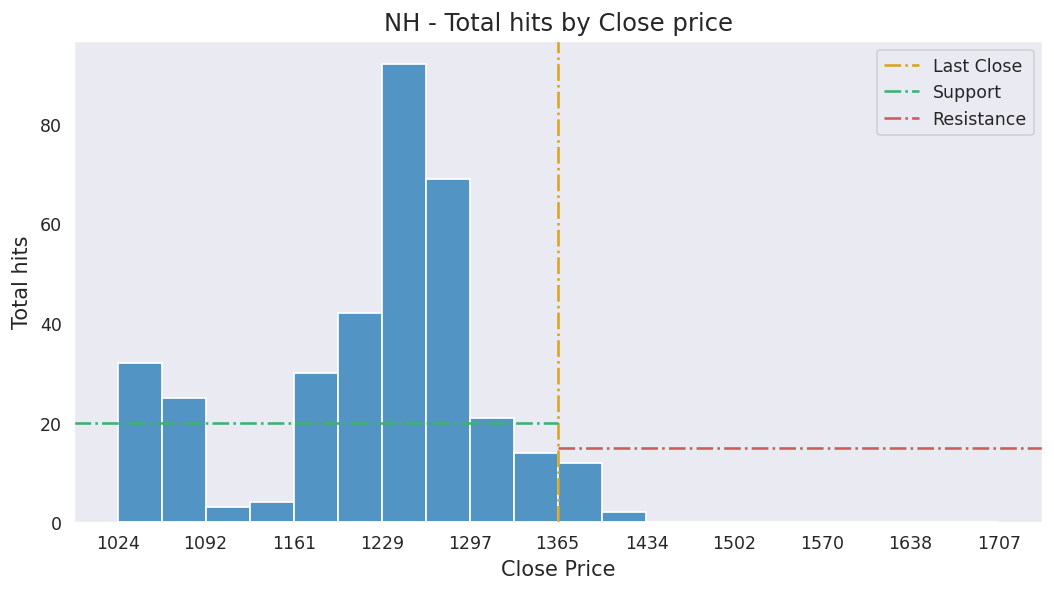 NH - Total hits by Close price
Last Close
Support
Resistance
Total hits
80
60
40
20
0
1024 1092 1161 1229 1297 1365 1434 1502 1570 1638 1707
Close Price